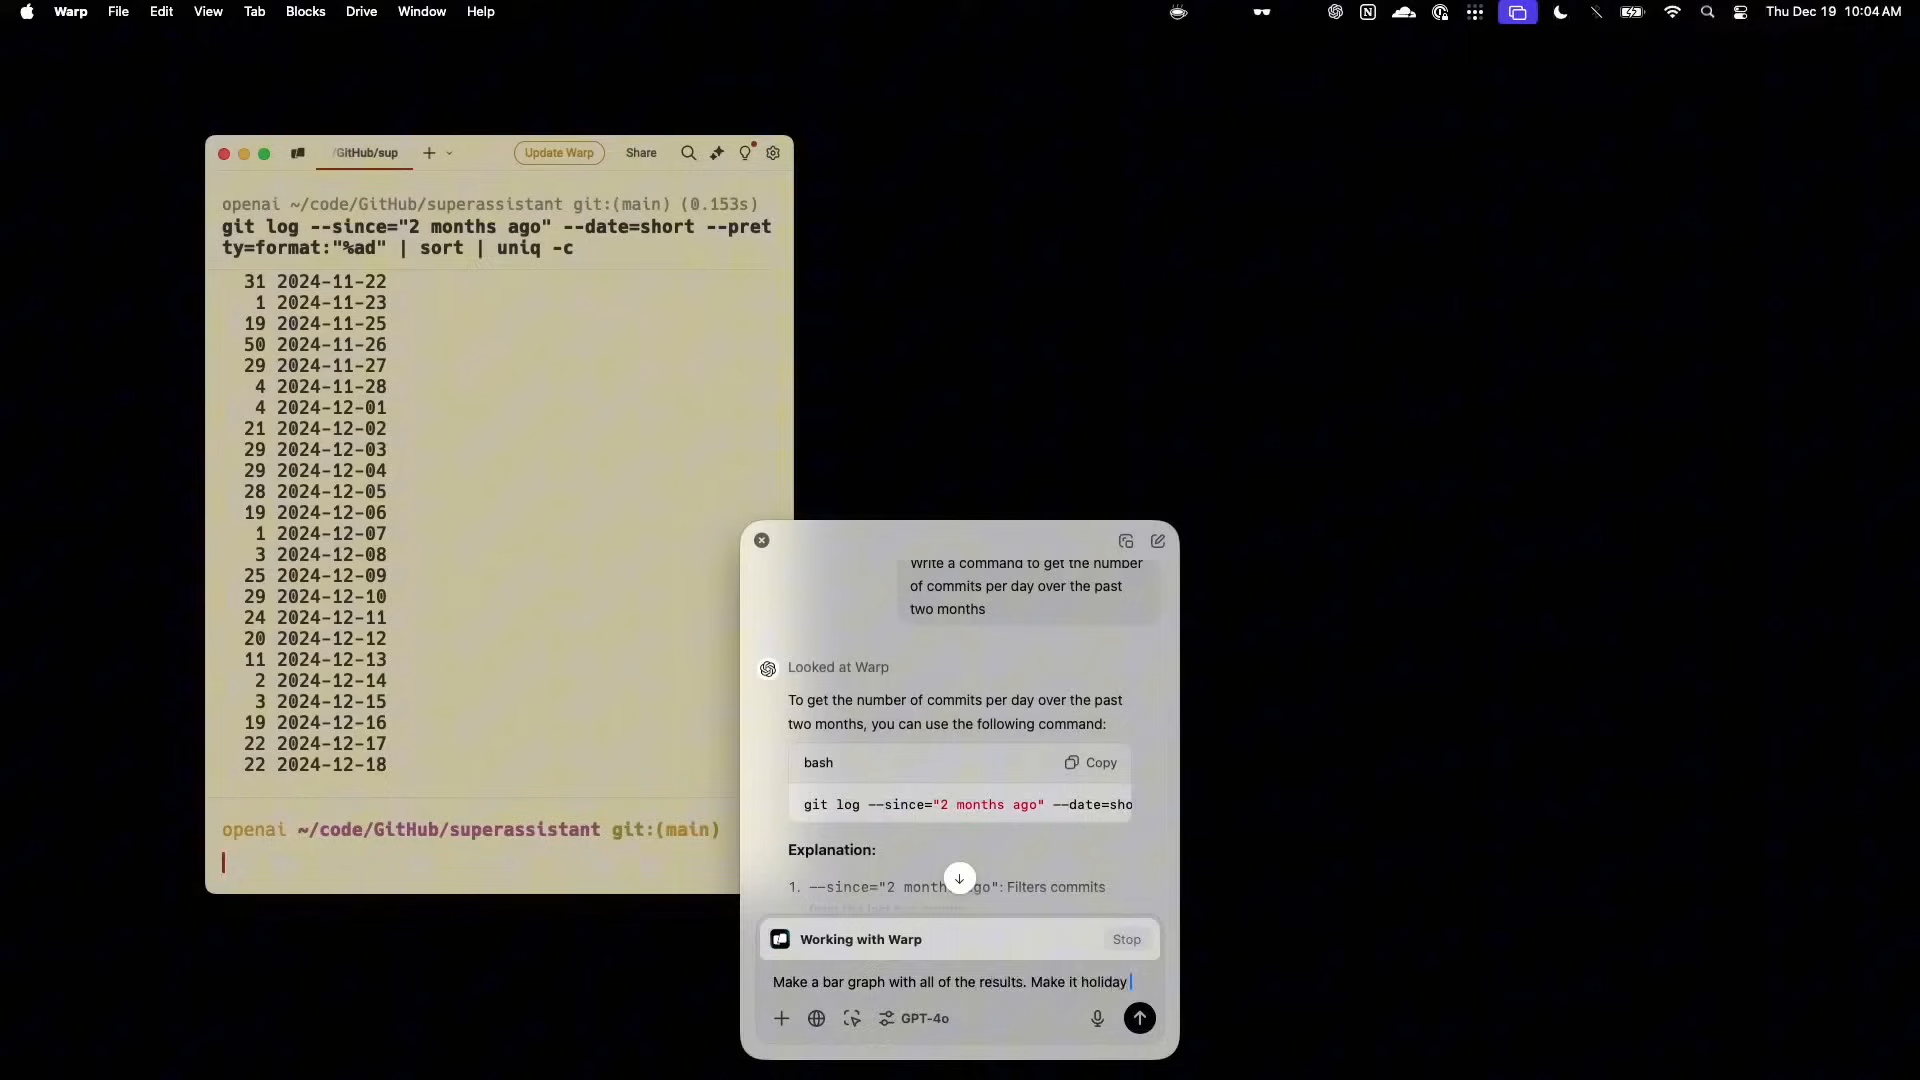 Warp File Edit View Tab Blocks Drive Window Help
Thu Dec 19 10:04 AM
/GitHub/sup
Update Warp
Share
openai ~/code/GitHub/superassistant git:(main) (0.153s)
git log --since="2 months ago" --date=short --pret
ty=format:"%ad" | sort | uniq -c
31 2024-11-22
1 2024-11-23
19 2024-11-25
50 2024-11-26
29 2024-11-27
4 2024-11-28
4 2024-12-01
21 2024-12-02
29 2024-12-03
29 2024-12-04
28 2024-12-05
19 2024-12-06
1 2024-12-07
3 2024-12-08
25 2024-12-09
29 2024-12-10
24 2024-12-11
20 2024-12-12
11 2024-12-13
2 2024-12-14
3 2024-12-15
19 2024-12-16
22 2024-12-17
22 2024-12-18
openai ~/code/GitHub/superassistant git:(main)
Write a command to get the number
of commits per day over the past
two months
Looked at Warp
To get the number of commits per day over the past
two months, you can use the following command:
bash
Copy
git log --since="2 months ago" --date=sho
Explanation:
1. --since="2 month go": Filters commits
Working with Warp
Stop
Make a bar graph with all of the results. Make it holiday
GPT-4o